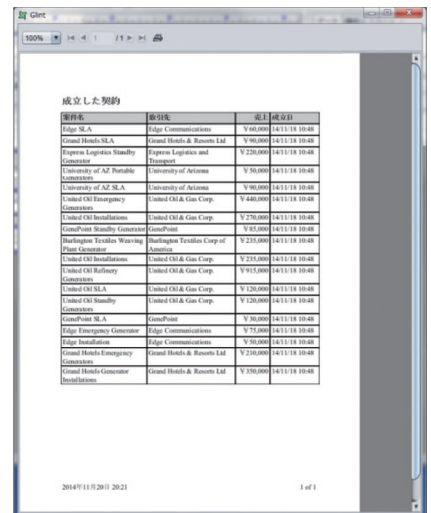 Glint
100% 1 /1
成立した契約
案件名 取引先 売上 成立日
Edge SLA Edge Communications ¥60,000 14/11/18 10:48
Grand Hotels SLA Grand Hotels & Resorts Ltd ¥90,000 14/11/18 10:48
Express Logistics Standby Express Logistics and ¥220,000 14/11/18 10:48
Generator Transport
University of AZ Portable University of Arizona ¥50,000 14/11/18 10:48
Generators
University of AZ SLA University of Arizona ¥90,000 14/11/18 10:48
United Oil Emergency United Oil & Gas Corp. ¥440,000 14/11/18 10:48
Generators
United Oil Installations United Oil & Gas Corp. ¥270,000 14/11/18 10:48
GenePoint Standby Generator GenePoint ¥85,000 14/11/18 10:48
Burlington Textiles Weaving Burlington Textiles Corp of ¥235,000 14/11/18 10:48
Plant Generator America
United Oil Installations United Oil & Gas Corp. ¥235,000 14/11/18 10:48
United Oil Refinery United Oil & Gas Corp. ¥915,000 14/11/18 10:48
Generators
United Oil SLA United Oil & Gas Corp. ¥120,000 14/11/18 10:48
United Oil Standby United Oil & Gas Corp. ¥120,000 14/11/18 10:48
Generators
GenePoint SLA GenePoint ¥30,000 14/11/18 10:48
Edge Emergency Generator Edge Communications ¥75,000 14/11/18 10:48
Edge Installation Edge Communications ¥50,000 14/11/18 10:48
Grand Hotels Emergency Grand Hotels & Resorts Ltd ¥210,000 14/11/18 10:48
Generators
Grand Hotels Generator Grand Hotels & Resorts Ltd ¥350,000 14/11/18 10:48
Installations
2014年11月20日 20:21 1 of 1